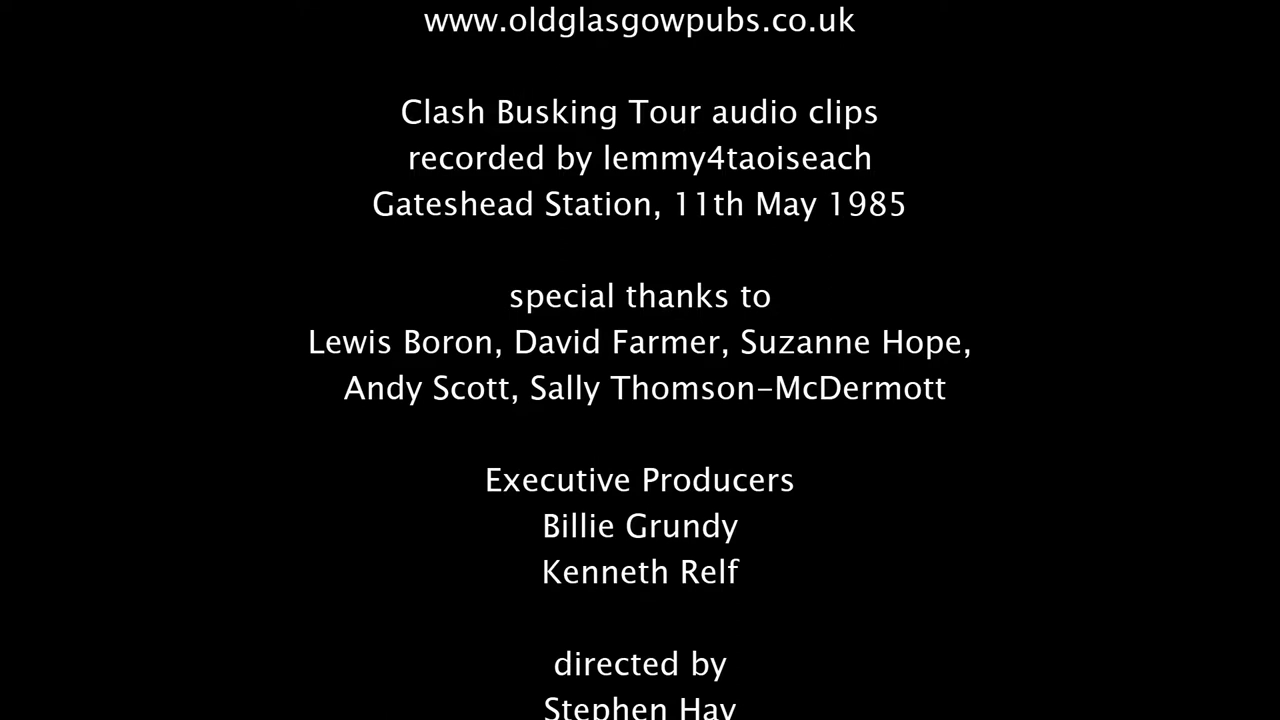 www.oldglasgowpubs.co.uk
Clash Busking Tour audio clips
recorded by lemmy4taoiseach
Gateshead Station, 11th May 1985
special thanks to
Lewis Boron, David Farmer, Suzanne Hope,
Andy Scott, Sally Thomson-McDermott
Executive Producers
Billie Grundy
Kenneth Relf
directed by
Stephen Hay